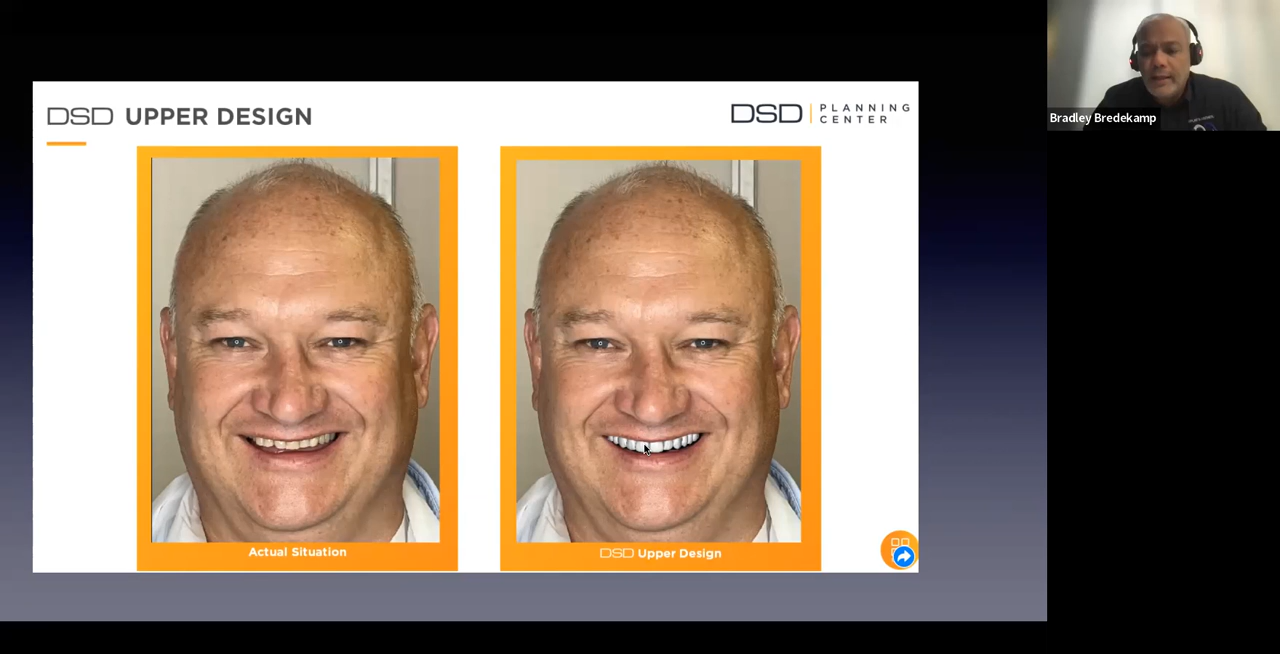 DSD UPPER DESIGN
DSD PLANNING
CENTER
Bradley Bredekamp
Actual Situation
DSD Upper Design